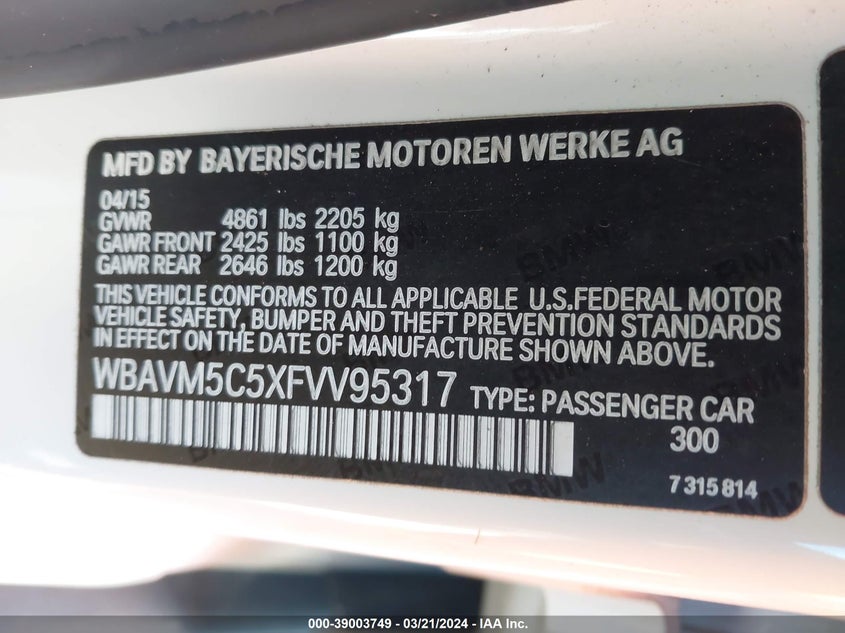 MFD BY BAYERISCHE MOTOREN WERKE AG
04/15
GVWR 4861 lbs 2205 kg
GAWR FRONT 2425 lbs 1100 kg
GAWR REAR 2646 lbs 1200 kg
THIS VEHICLE CONFORMS TO ALL APPLICABLE U.S.FEDERAL MOTOR
VEHICLE SAFETY, BUMPER AND THEFT PREVENTION STANDARDS
IN EFFECT ON THE DATE OF MANUFACTURE SHOWN ABOVE.
WBAVM5C5XFVV95317 TYPE: PASSENGER CAR
300
7 315 814
000-39003749 - 03/21/2024 - IAA Inc.